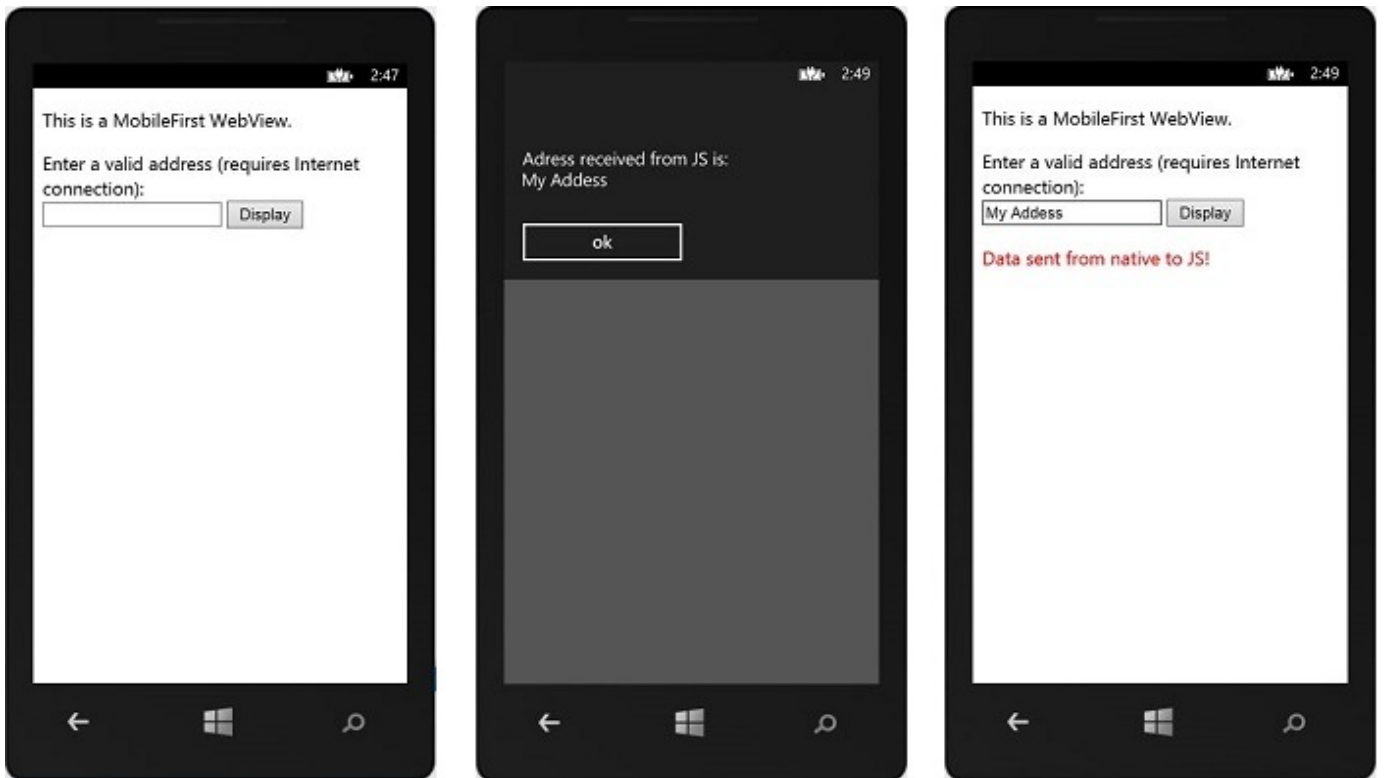 2:47
This is a MobileFirst WebView.
Enter a valid address (requires Internet
connection):
Display
2:49
Adress received from JS is:
My Addess
ok
2:49
This is a MobileFirst WebView.
Enter a valid address (requires Internet
connection):
My Addess Display
Data sent from native to JS!